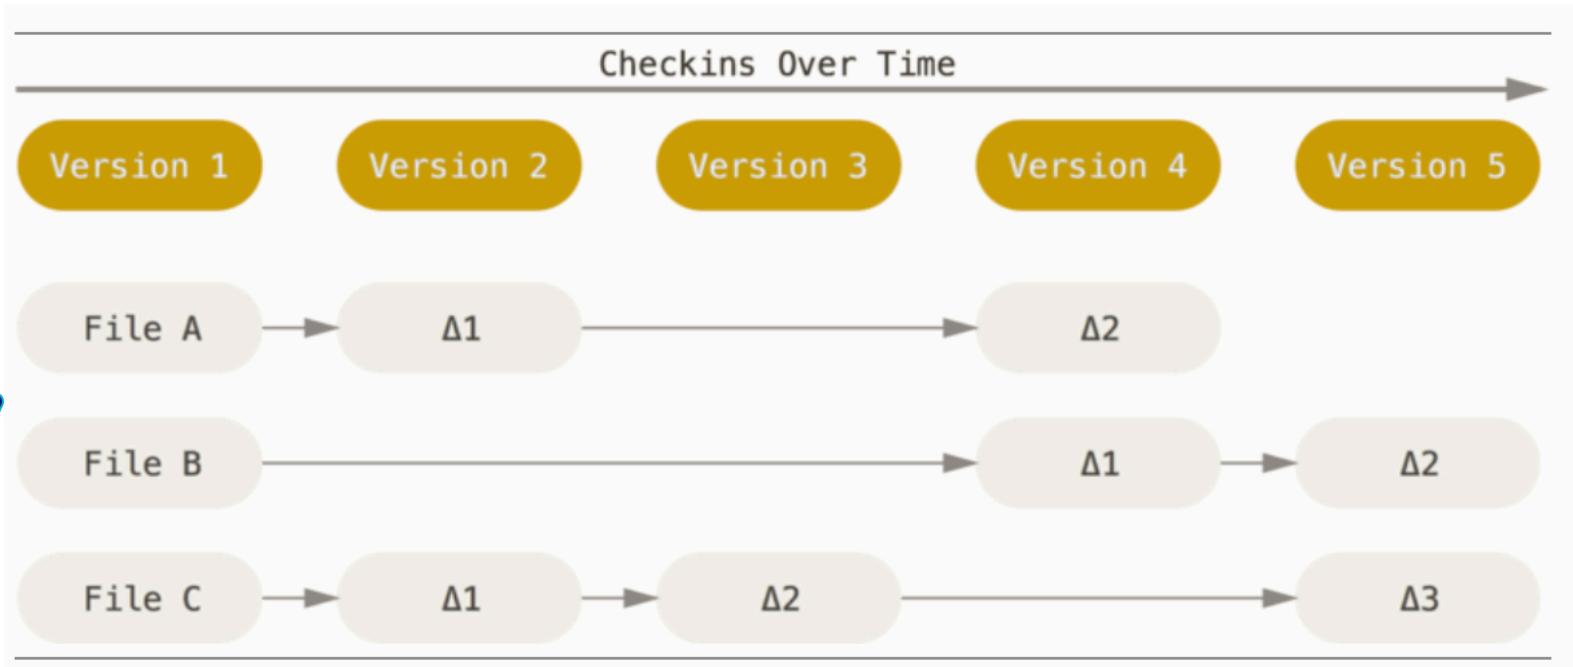 Checkins Over Time
Version 1 Version 2 Version 3 Version 4 Version 5
File A Δ1 Δ2
File B Δ1 Δ2
File C Δ1 Δ2 Δ3